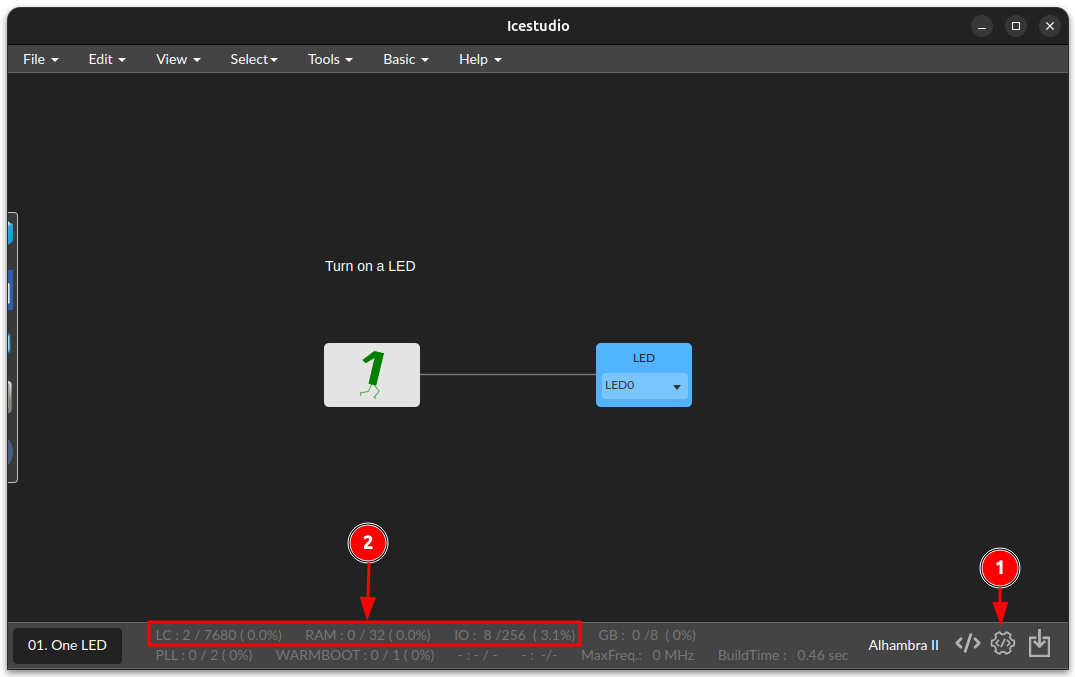 Icestudio
File Edit View Select Tools Basic Help
Turn on a LED
1
LED
LED0
2
1
LC : 2 / 7680 ( 0.0%) RAM : 0 / 32 ( 0.0%) IO : 8 /256 ( 3.1%) GB : 0 /8 ( 0%)
01. One LED
Alhambra II </>
PLL : 0 / 2 ( 0%) WARMBOOT : 0 / 1 ( 0%) - : - / - - : -/- MaxFreq.: 0 MHz BuildTime : 0.46 sec